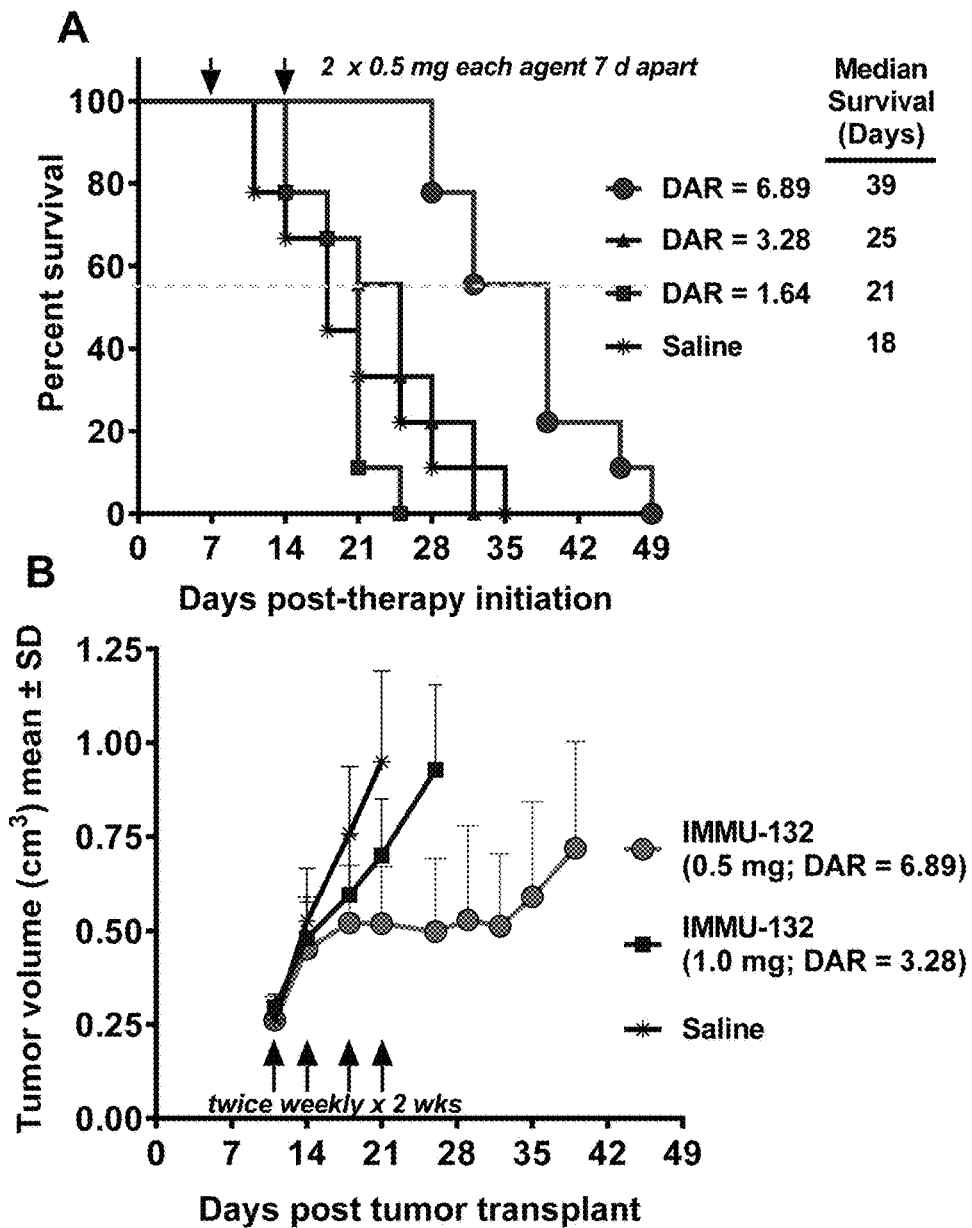 A
2 x 0.5 mg each agent 7 d apart
Median
Survival
(Days)
Percent survival
100
80
60
40
20
0
DAR = 6.89 39
DAR = 3.28 25
DAR = 1.64 21
Saline 18
0 7 14 21 28 35 42 49
Days post-therapy initiation
B
Tumor volume (cm³) mean ± SD
1.25
1.00
0.75
0.50
0.25
0.00
IMMU-132
(0.5 mg; DAR = 6.89)
IMMU-132
(1.0 mg; DAR = 3.28)
Saline
twice weekly x 2 wks
0 7 14 21 28 35 42 49
Days post tumor transplant